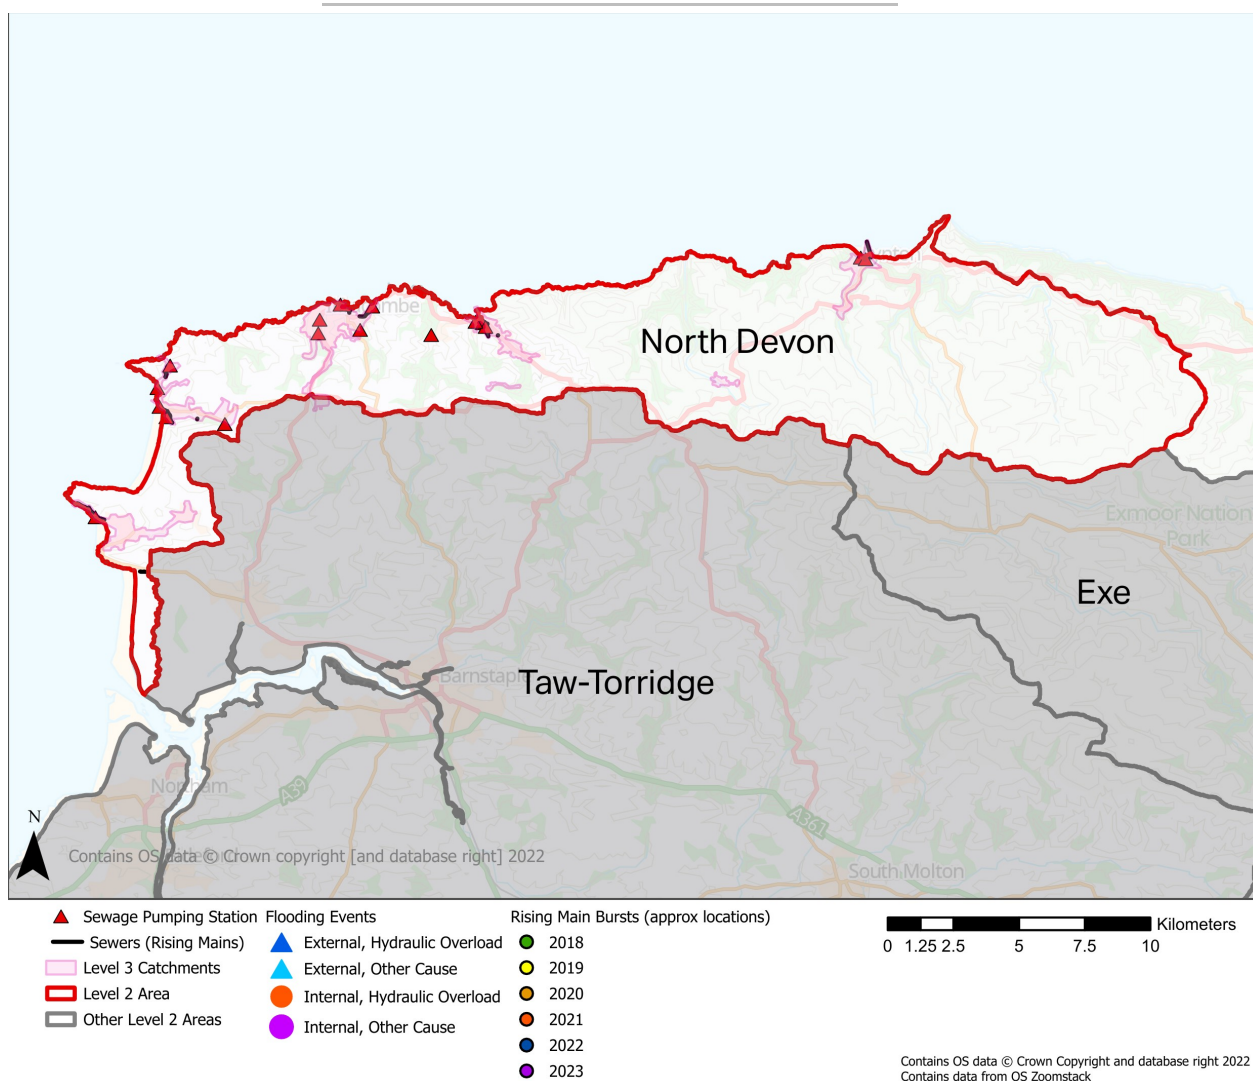 North Devon
Exmoor Nation
Park
Exe
Barnstaple
Taw-Torridge
Northam
A39
A361
N
Contains OS data © Crown copyright [and database right] 2022
South Molton
Sewage Pumping Station
Sewers (Rising Mains)
Level 3 Catchments
Level 2 Area
Other Level 2 Areas
Flooding Events
External, Hydraulic Overload
External, Other Cause
Internal, Hydraulic Overload
Internal, Other Cause
Rising Main Bursts (approx locations)
2018
2019
2020
2021
2022
2023
Kilometers
0 1.25 2.5 5 7.5 10
Contains OS data © Crown Copyright and database right 2022
Contains data from OS Zoomstack